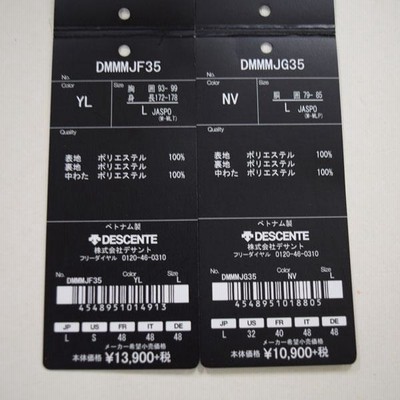 DMMMJF35
No.
Color
YL
Size
胸 囲 93- 99
身 長 172-178
L JASPO
(M-ML7)
Quality
表地 ポリエステル 100%
裏地 ポリエステル 100%
中わた ポリエステル 100%
ベトナム製
DESCENTE
株式会社デサント
フリーダイヤル 0120-46-0310
No. Color Size
DMMMJF35 YL L
4548951014913
JP US FR IT DE
L S 48 48 48
メーカー希望小売価格
本体価格 ¥13,900+税
DMMMJG35
No.
Color
NV
Size
胴 囲 79- 85
L JASPO
(M-MLP)
Quality
表地 ポリエステル 100%
裏地 ポリエステル 100%
中わた ポリエステル 100%
ベトナム製
DESCENTE
株式会社デサント
フリーダイヤル 0120-46-0310
No. Color Size
DMMMJG35 NV L
4548951018805
JP US FR IT DE
L 32 40 48 48
メーカー希望小売価格
本体価格 ¥10,900+税